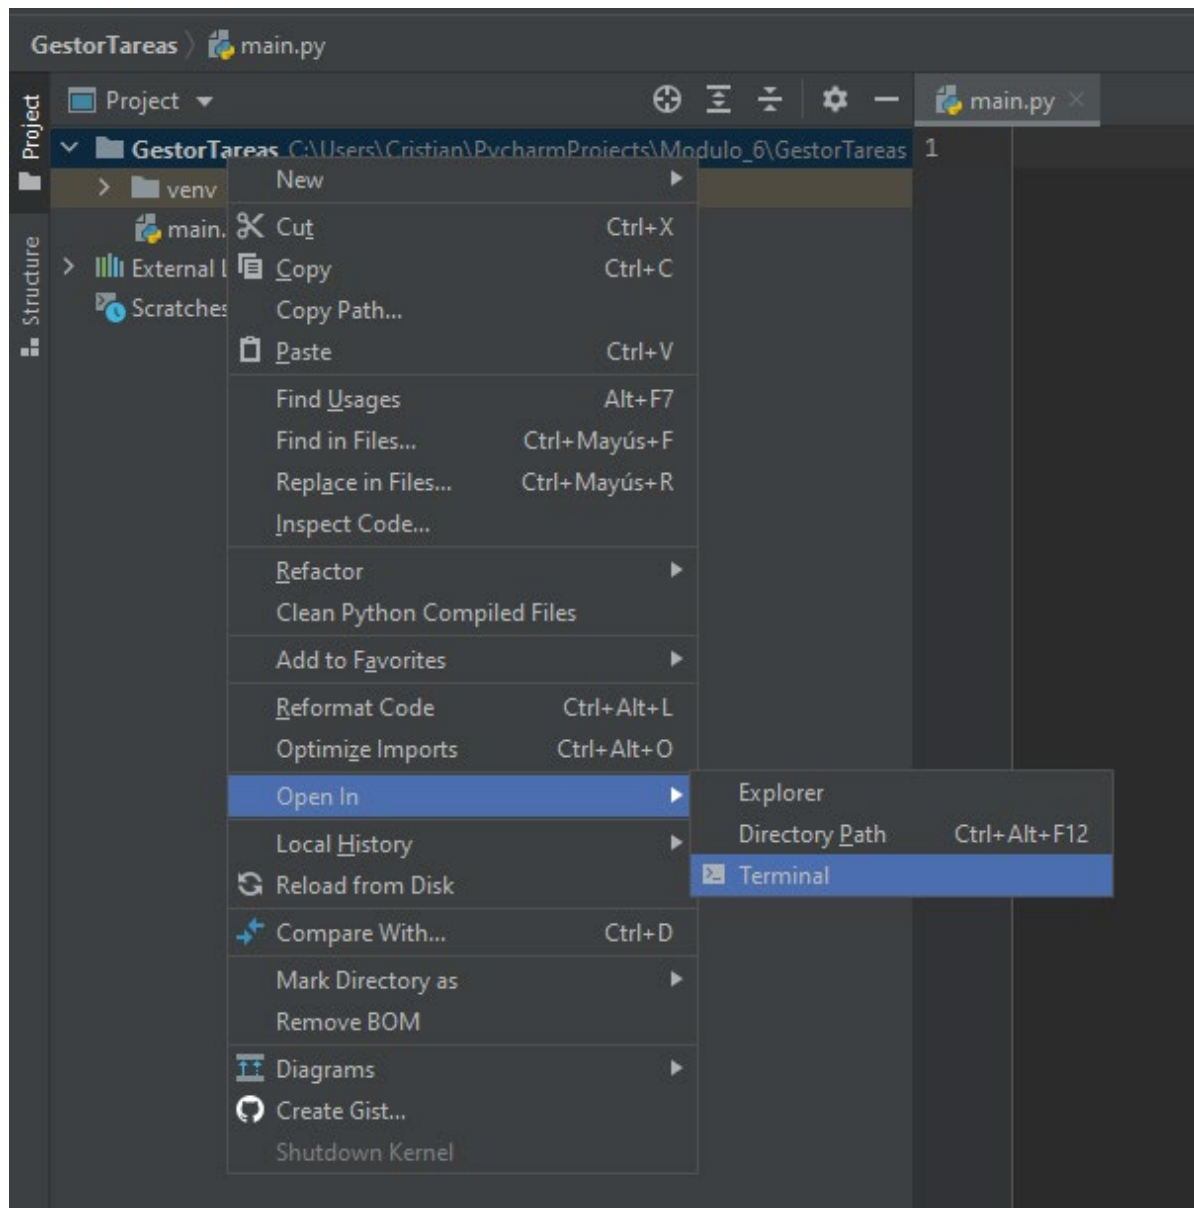 GestorTareas main.py
Project
main.py
Project
GestorTareas C:\Users\Cristian\PycharmProjects\Modulo_6\GestorTareas
1
venv
main.
External L
Scratches
Structure
New
Cut Ctrl+X
Copy Ctrl+C
Copy Path...
Paste Ctrl+V
Find Usages Alt+F7
Find in Files... Ctrl+Mayús+F
Replace in Files... Ctrl+Mayús+R
Inspect Code...
Refactor
Clean Python Compiled Files
Add to Favorites
Reformat Code Ctrl+Alt+L
Optimize Imports Ctrl+Alt+O
Open In
Explorer
Directory Path Ctrl+Alt+F12
Terminal
Local History
Reload from Disk
Compare With... Ctrl+D
Mark Directory as
Remove BOM
Diagrams
Create Gist...
Shutdown Kernel